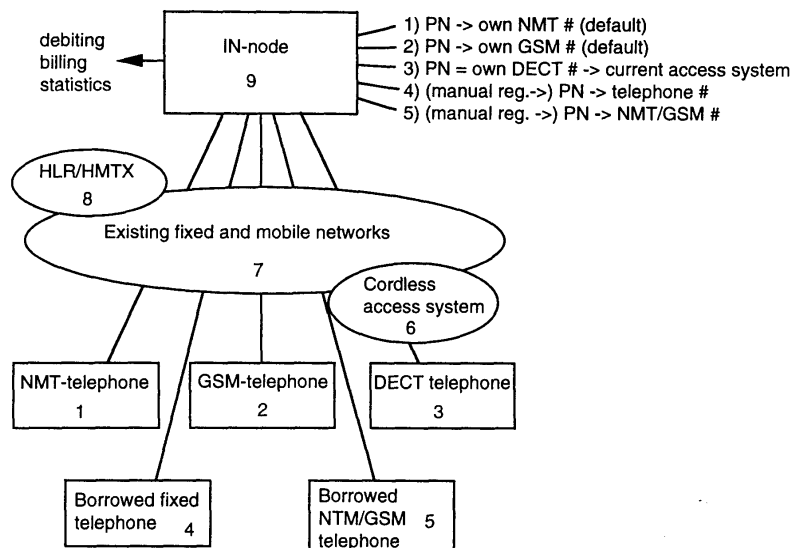 debiting
billing
statistics
IN-node
9
1) PN -> own NMT # (default)
2) PN -> own GSM # (default)
3) PN = own DECT # -> current access system
4) (manual reg.->) PN -> telephone #
5) (manual reg. ->) PN -> NMT/GSM #
HLR/HMTX
8
Existing fixed and mobile networks
7
Cordless
access system
6
NMT-telephone
1
GSM-telephone
2
DECT telephone
3
Borrowed fixed
telephone 4
Borrowed
NTM/GSM 5
telephone